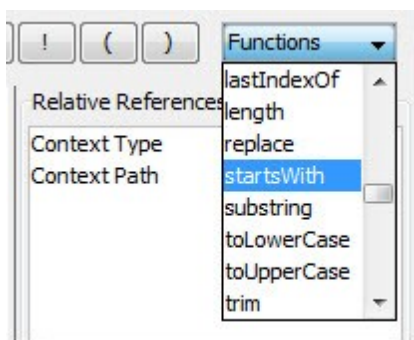 ! ( ) Functions
Relative References
Context Type
Context Path
lastIndexOf
length
replace
startsWith
substring
toLowerCase
toUpperCase
trim